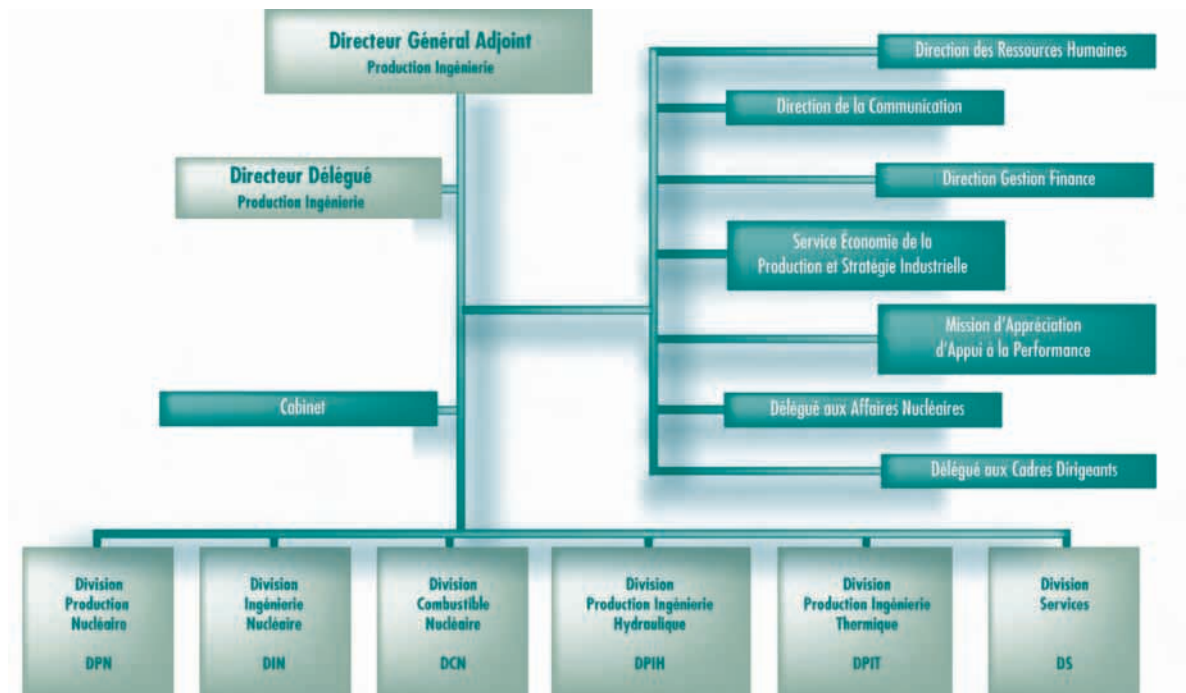 Directeur Général Adjoint
Production Ingénierie
Direction des Ressources Humaines
Direction de la Communication
Directeur Délégué
Production Ingénierie
Direction Gestion Finance
Service Économie de la
Production et Stratégie Industrielle
Mission d'Appréciation
d'Appui à la Performance
Cabinet
Délégué aux Affaires Nucléaires
Délégué aux Cadres Dirigeants
Division
Production
Nucléaire
DPN
Division
Ingénierie
Nucléaire
DIN
Division
Combustible
Nucléaire
DCN
Division
Production Ingénierie
Hydraulique
DPIH
Division
Production Ingénierie
Thermique
DPIT
Division
Services
DS